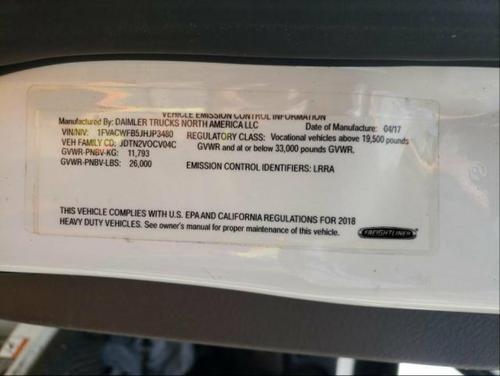 VEHICLE EMISSION CONTROL INFORMATION
Manufactured By: DAIMLER TRUCKS NORTH AMERICA LLC Date of Manufacture: 04/17
VIN/NIV: 1FVACWFB5JHJP3480 REGULATORY CLASS: Vocational vehicles above 19,500 pounds
VEH FAMILY CD: JDTN2VOCV04C GVWR and at or below 33,000 pounds GVWR.
GVWR-PNBV-KG: 11,793
GVWR-PNBV-LBS: 26,000 EMISSION CONTROL IDENTIFIERS: LRRA
THIS VEHICLE COMPLIES WITH U.S. EPA AND CALIFORNIA REGULATIONS FOR 2018
HEAVY DUTY VEHICLES. See owner's manual for proper maintenance of this vehicle.
FREIGHTLINER